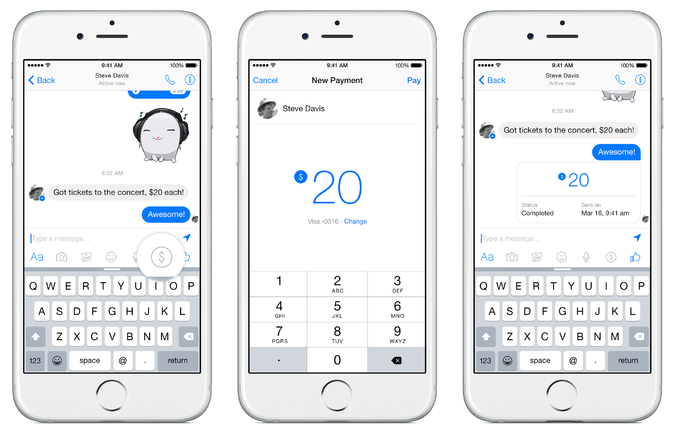 9:41 AM 100%
Back Steve Davis
Active now
8:32 AM
Got tickets to the concert, $20 each!
Awesome!
Type a message...
$
Aa
Q W E R T Y U I O P
A S D F G H J K L
Z X C V B N M
123 space @ . return
9:41 AM 100%
Cancel New Payment Pay
Steve Davis
$ 20
Visa •0316 · Change
1 2 3
ABC DEF
4 5 6
GHI JKL MNO
7 8 9
PQRS TUV WXYZ
. 0
9:41 AM 100%
Back Steve Davis
Active now
8:32 AM
Got tickets to the concert, $20 each!
Awesome!
$ 20
Status Sent on
Completed Mar 16, 9:41 am
Type a message...
Aa $
Q W E R T Y U I O P
A S D F G H J K L
Z X C V B N M
123 space @ . return